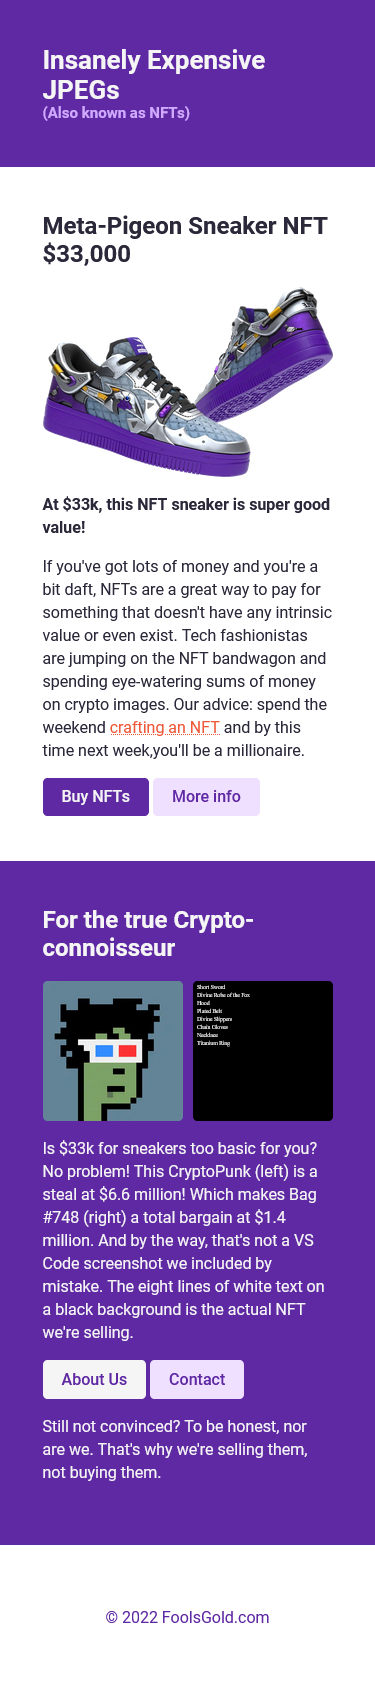 Insanely Expensive
JPEGs
(Also known as NFTs)
Meta-Pigeon Sneaker NFT
$33,000
At $33k, this NFT sneaker is super good
value!
If you've got lots of money and you're a
bit daft, NFTs are a great way to pay for
something that doesn't have any intrinsic
value or even exist. Tech fashionistas
are jumping on the NFT bandwagon and
spending eye-watering sums of money
on crypto images. Our advice: spend the
weekend crafting an NFT and by this
time next week,you'll be a millionaire.
Buy NFTs More info
For the true Crypto-
connoisseur
Short Sword
Divine Robe of the Fox
Hood
Plated Belt
Divine Slippers
Chain Gloves
Necklace
Titanium Ring
Is $33k for sneakers too basic for you?
No problem! This CryptoPunk (left) is a
steal at $6.6 million! Which makes Bag
#748 (right) a total bargain at $1.4
million. And by the way, that's not a VS
Code screenshot we included by
mistake. The eight lines of white text on
a black background is the actual NFT
we're selling.
About Us Contact
Still not convinced? To be honest, nor
are we. That's why we're selling them,
not buying them.
© 2022 FoolsGold.com